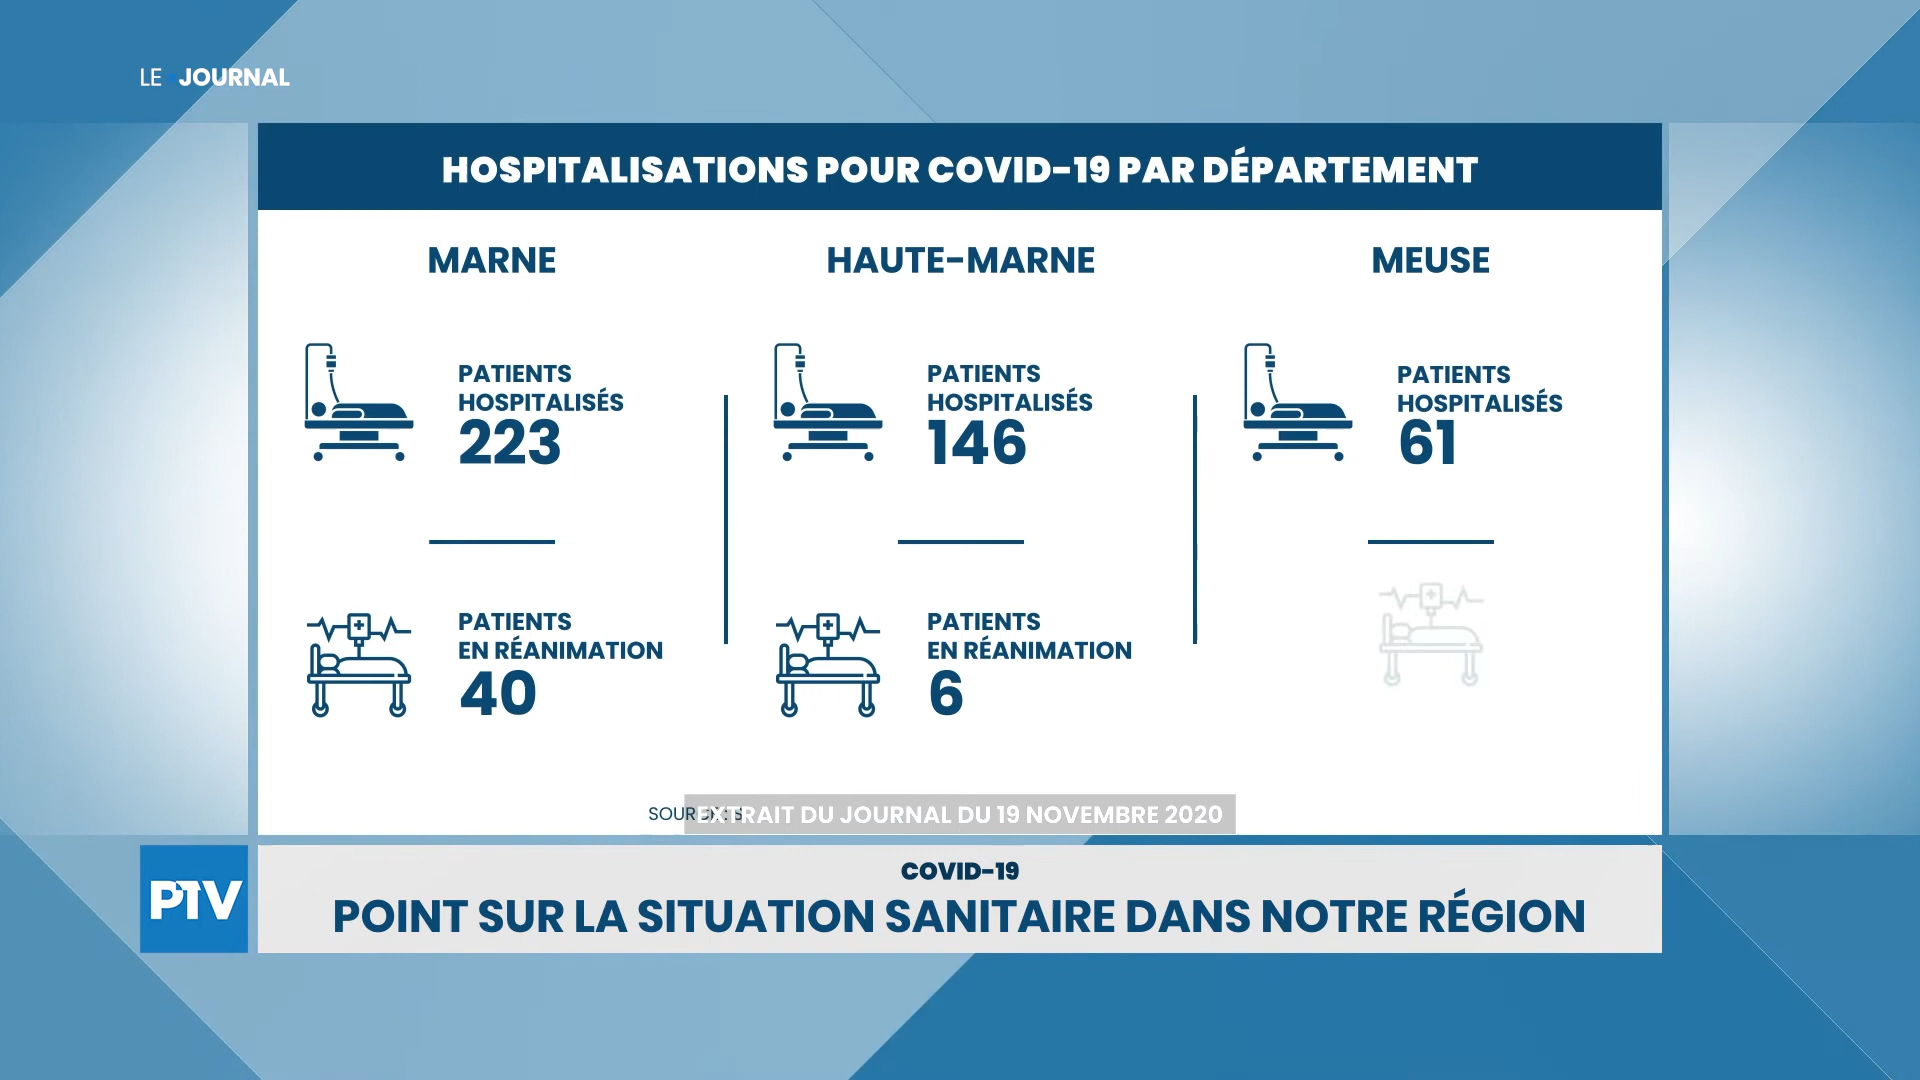 LE JOURNAL
HOSPITALISATIONS POUR COVID-19 PAR DÉPARTEMENT
MARNE
PATIENTS
HOSPITALISÉS
223
PATIENTS
EN RÉANIMATION
40
HAUTE-MARNE
PATIENTS
HOSPITALISÉS
146
PATIENTS
EN RÉANIMATION
6
MEUSE
PATIENTS
HOSPITALISÉS
61
EXTRAIT DU JOURNAL DU 19 NOVEMBRE 2020
PTV
COVID-19
POINT SUR LA SITUATION SANITAIRE DANS NOTRE RÉGION